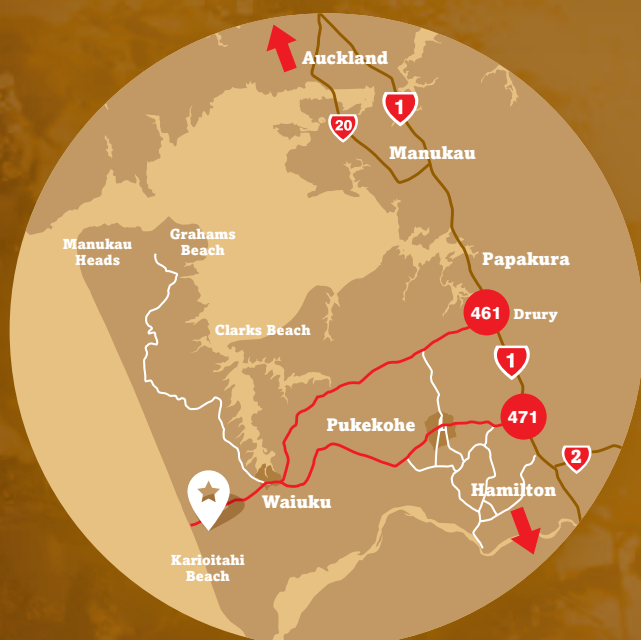 Auckland
1
20
Manukau
Grahams
Beach
Manukau
Heads
Papakura
461
Drury
Clarks Beach
1
471
Pukekohe
2
Hamilton
Waiuku
Karioitahi
Beach